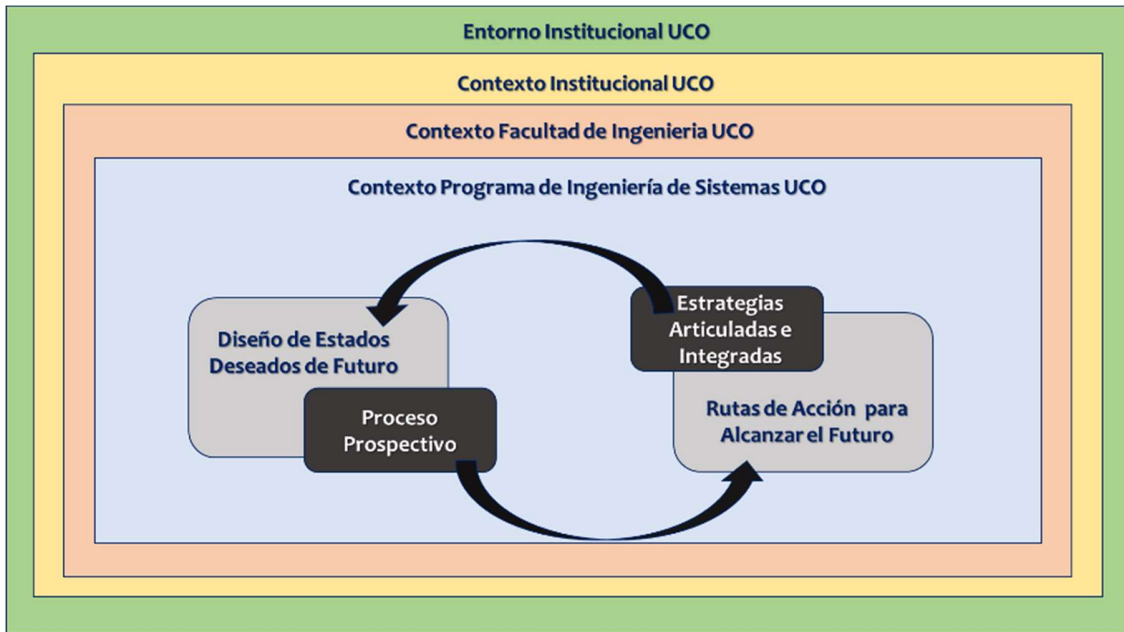 Entorno Institucional UCO
Contexto Institucional UCO
Contexto Facultad de Ingenieria UCO
Contexto Programa de Ingeniería de Sistemas UCO
Diseño de Estados
Deseados de Futuro
Proceso
Prospectivo
Estrategias
Articuladas e
Integradas
Rutas de Acción para
Alcanzar el Futuro